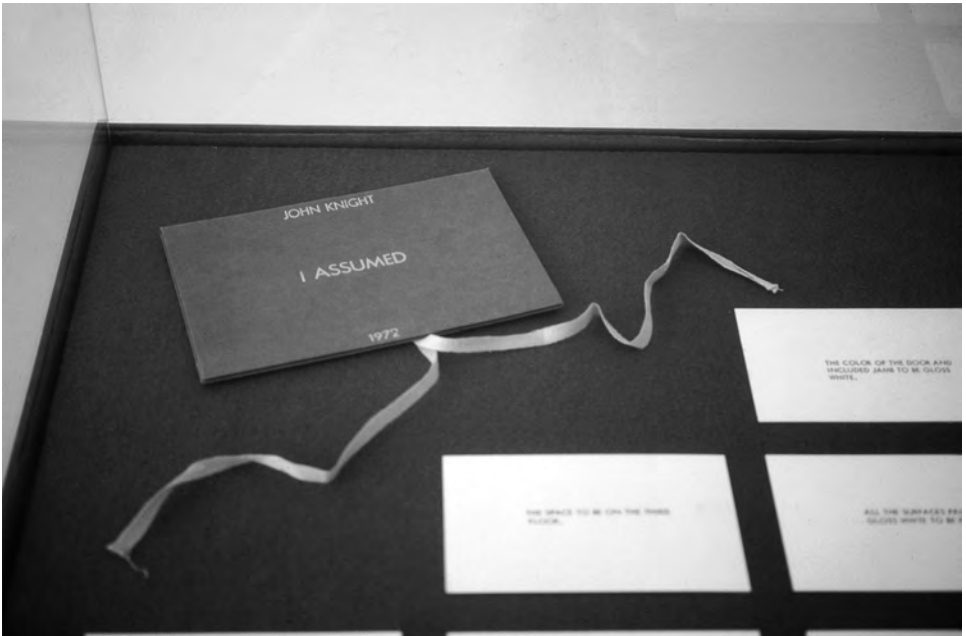 JOHN KNIGHT
I ASSUMED
1972
THE COLOR OF THE DOOR AND
INCLUDED JAMB TO BE GLOSS
WHITE.
THE SPACE TO BE ON THE THIRD
FLOOR.
ALL THE SURFACES
GLOSS WHITE TO BE